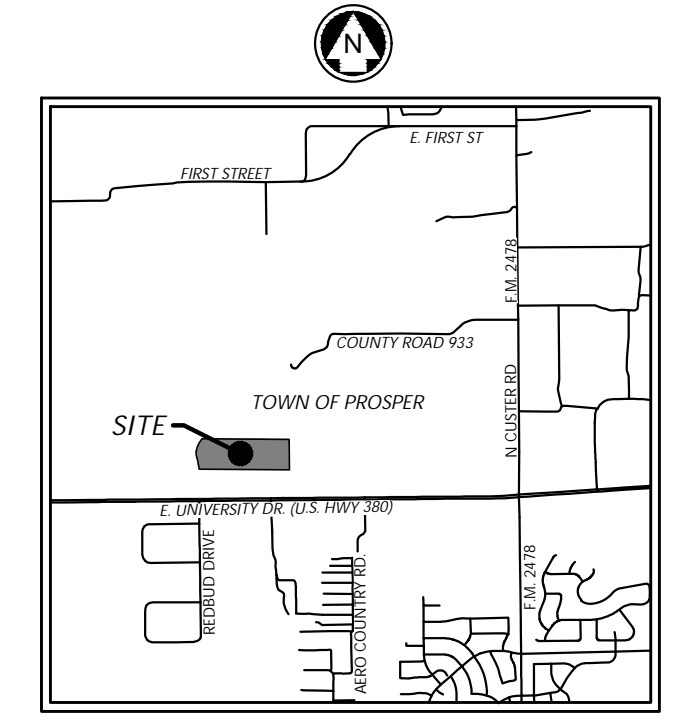 N
E. FIRST ST
FIRST STREET
F.M. 2478
COUNTY ROAD 933
N CUSTER RD
TOWN OF PROSPER
SITE
E. UNIVERSITY DR. (U.S. HWY 380)
REDBUD DRIVE
AERO COUNTRY RD.
F.M. 2478